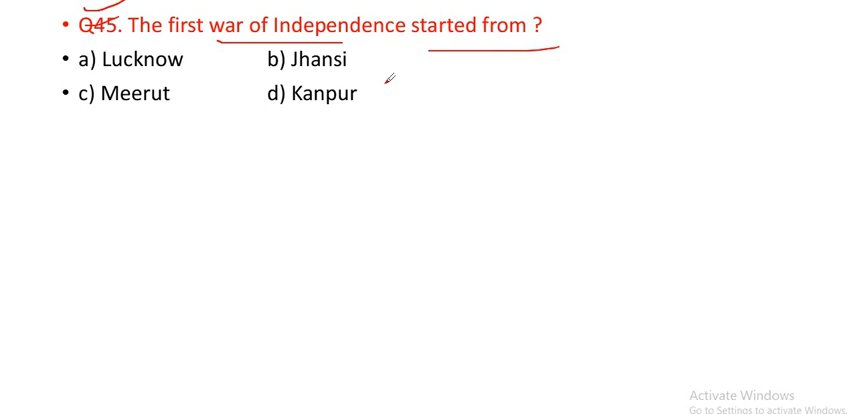 • Q45. The first war of Independence started from ?
• a) Lucknow b) Jhansi
• c) Meerut d) Kanpur
Activate Windows
Go to Settings to activate Windows.